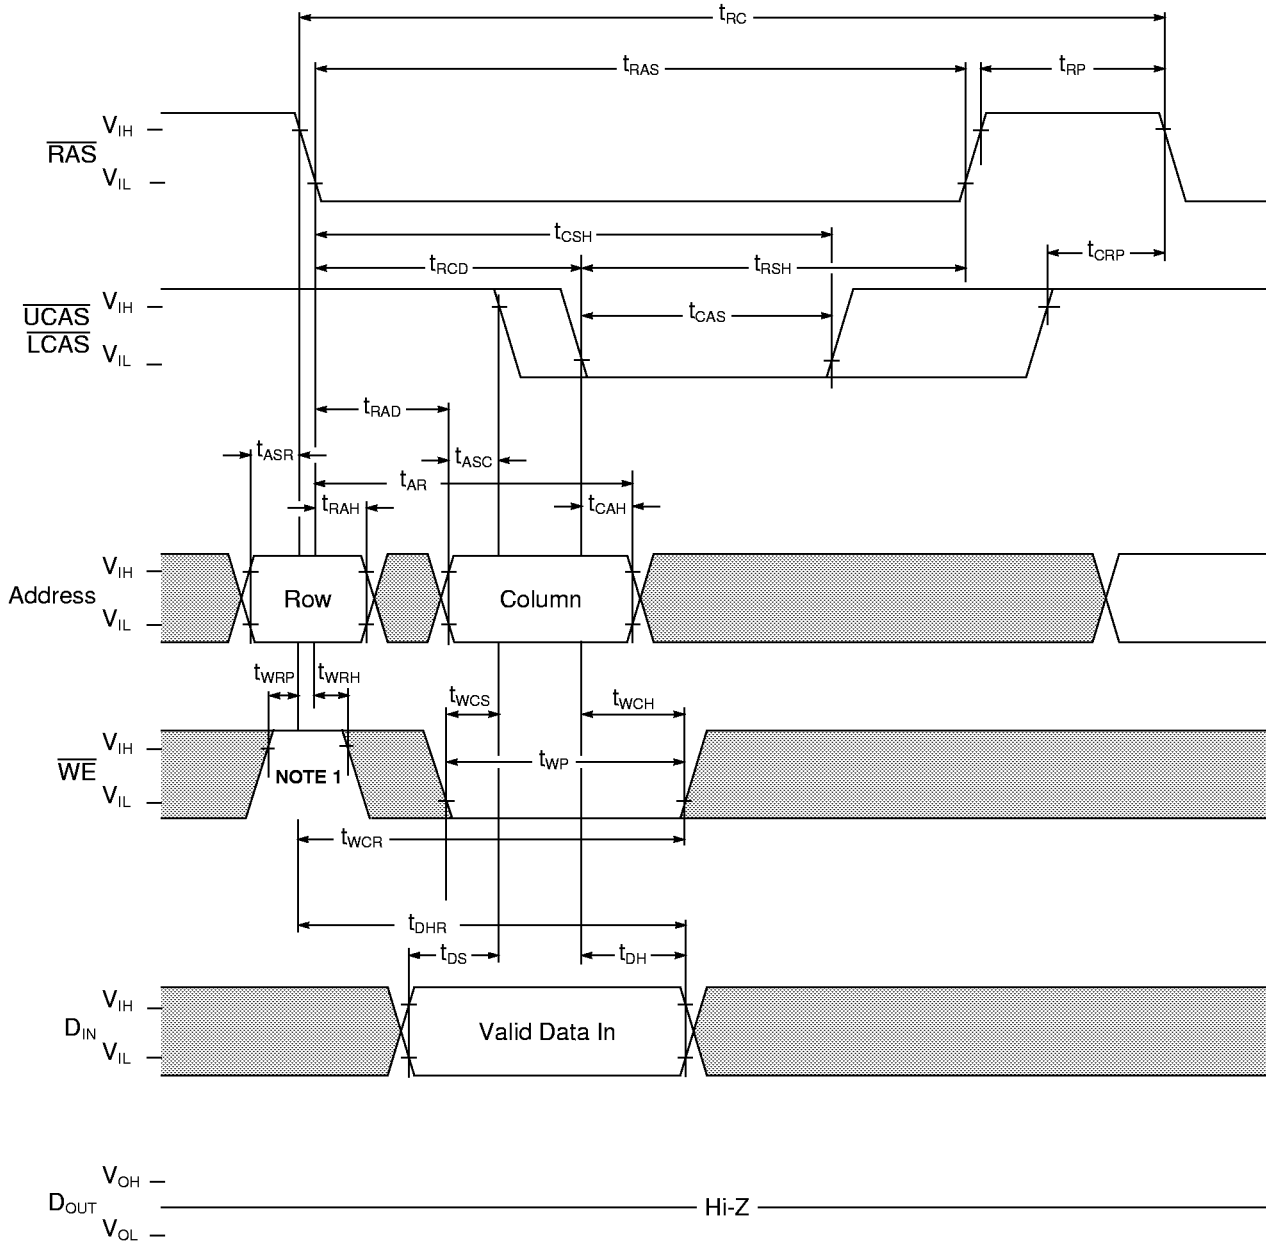 tRC
tRAS
tRP
VIH
RAS
VIL
tCSH
tRCD
tRSH
tCRP
VIH
UCAS
LCAS
VIL
tCAS
tRAD
tASR
tASC
tAR
tRAH
tCAH
VIH
Address
VIL
Row
Column
tWRP
tWRH
tWCS
tWCH
VIH
WE
VIL
NOTE 1
tWP
tWCR
tDHR
tDS
tDH
VIH
DIN
VIL
Valid Data In
VOH
DOUT
VOL
Hi-Z